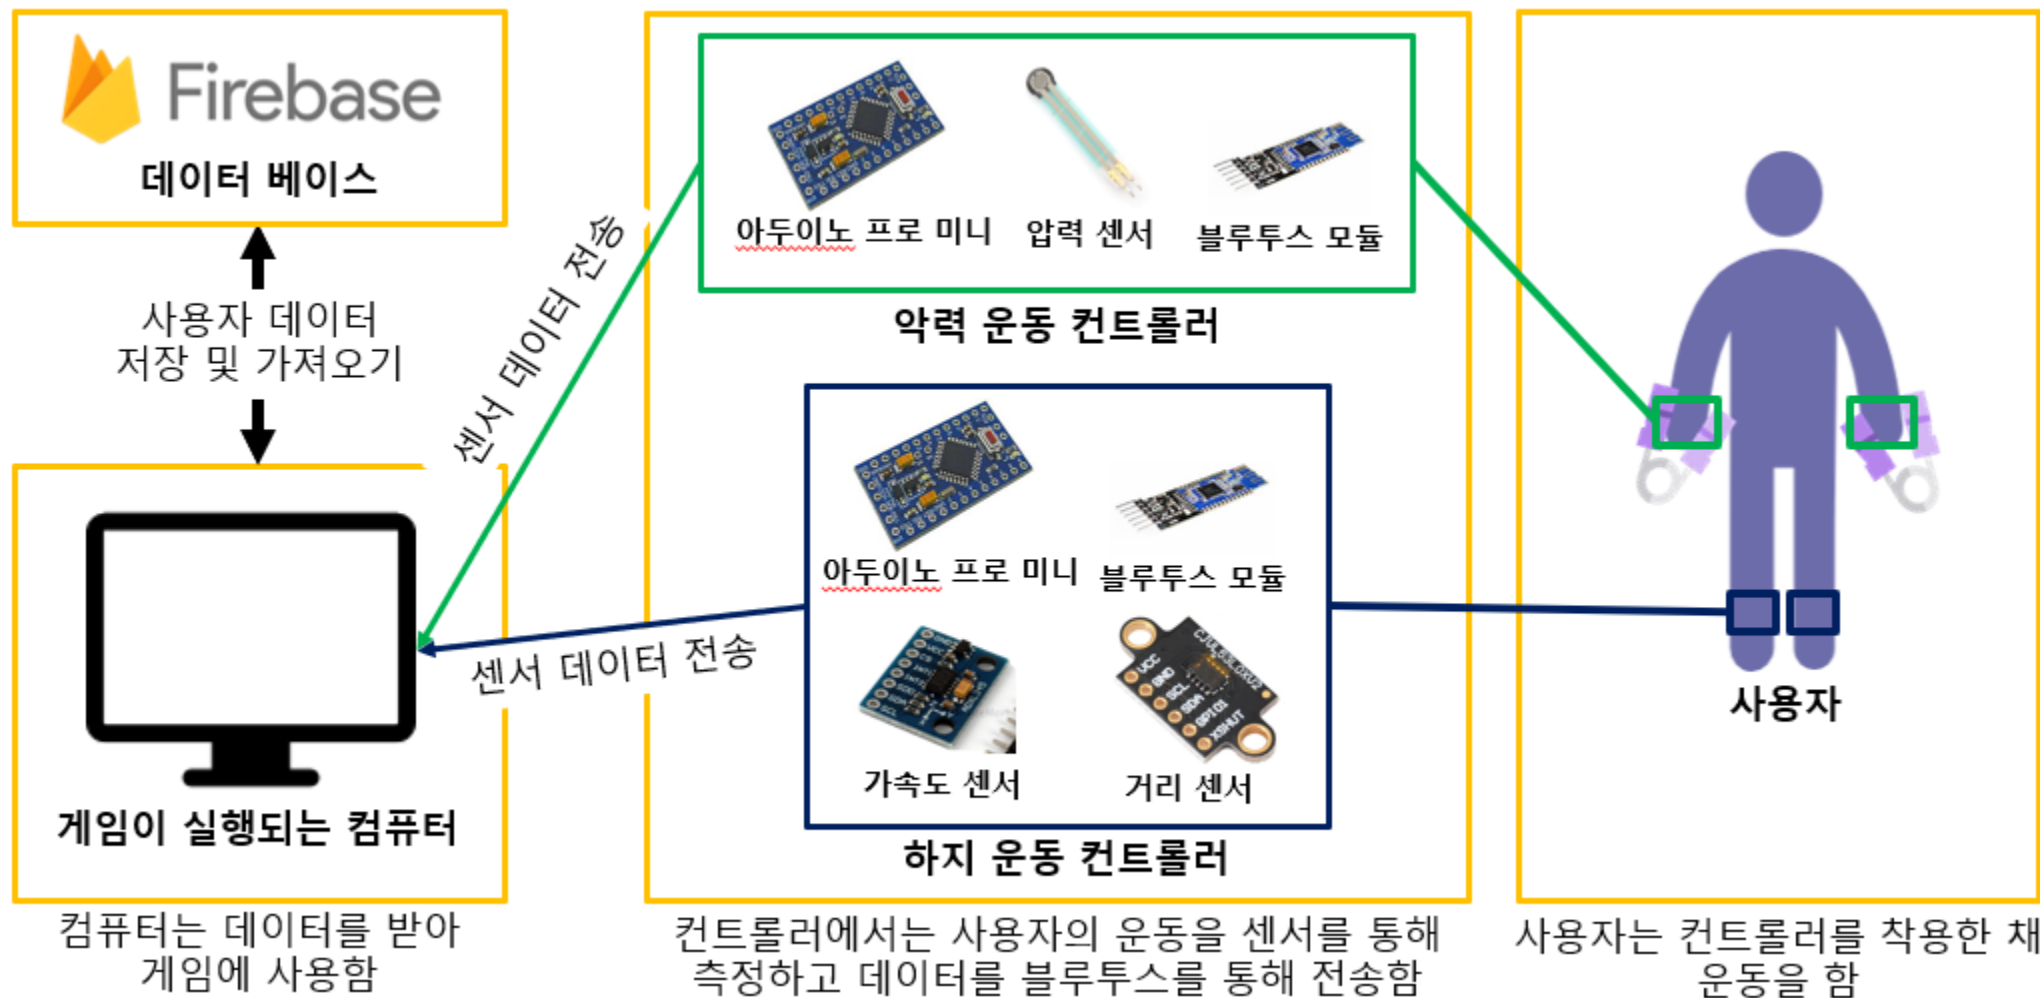 Firebase
데이터 베이스
사용자 데이터
저장 및 가져오기
게임이 실행되는 컴퓨터
컴퓨터는 데이터를 받아
게임에 사용함
센서 데이터 전송
센서 데이터 전송
아두이노 프로 미니
압력 센서
블루투스 모듈
악력 운동 컨트롤러
아두이노 프로 미니
블루투스 모듈
VCC
GND
SCL
SDA
GPIO1
XSHUT
가속도 센서
거리 센서
하지 운동 컨트롤러
컨트롤러에서는 사용자의 운동을 센서를 통해
측정하고 데이터를 블루투스를 통해 전송함
사용자
사용자는 컨트롤러를 착용한 채
운동을 함